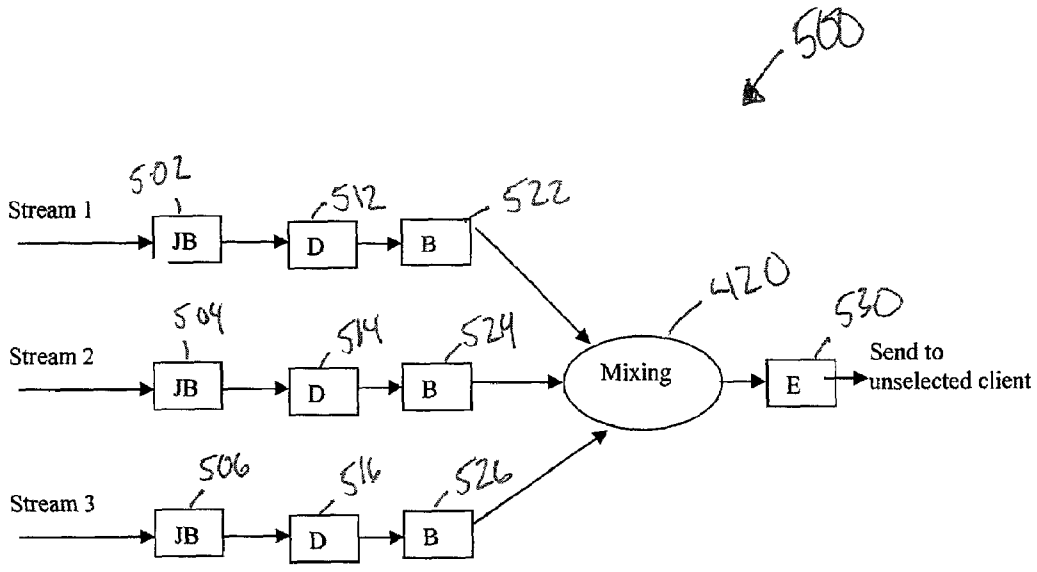 500
502
512
522
Stream 1
JB
D
B
420
504
514
524
530
Stream 2
JB
D
B
Mixing
E
Send to
unselected client
506
516
526
Stream 3
JB
D
B